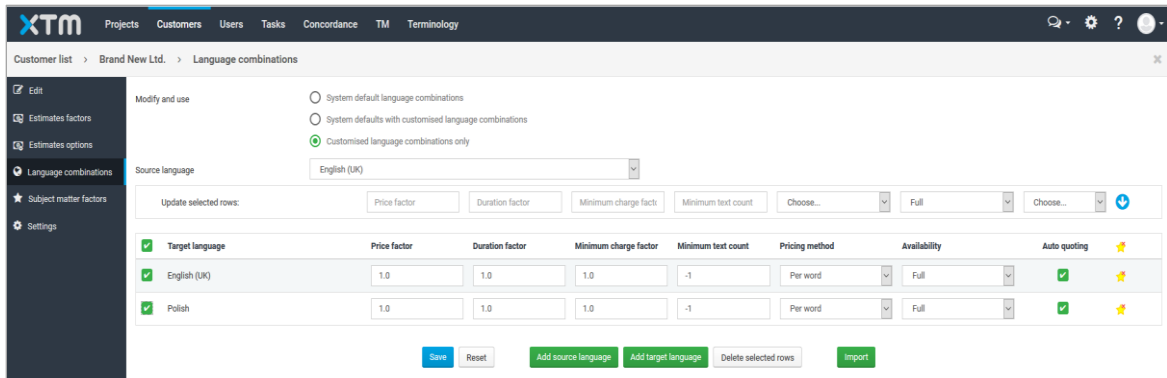 XTM Projects Customers Users Tasks Concordance TM Terminology ?
Customer list > Brand New Ltd. > Language combinations
Edit
Estimates factors
Estimates options
Language combinations
Subject matter factors
Settings
Modify and use
System default language combinations
System defaults with customised language combinations
Customised language combinations only
Source language English (UK)
Update selected rows: Price factor Duration factor Minimum charge facto Minimum text count Choose... Full Choose...
Target language Price factor Duration factor Minimum charge factor Minimum text count Pricing method Availability Auto quoting
English (UK) 1.0 1.0 1.0 -1 Per word Full
Polish 1.0 1.0 1.0 -1 Per word Full
Save Reset Add source language Add target language Delete selected rows Import